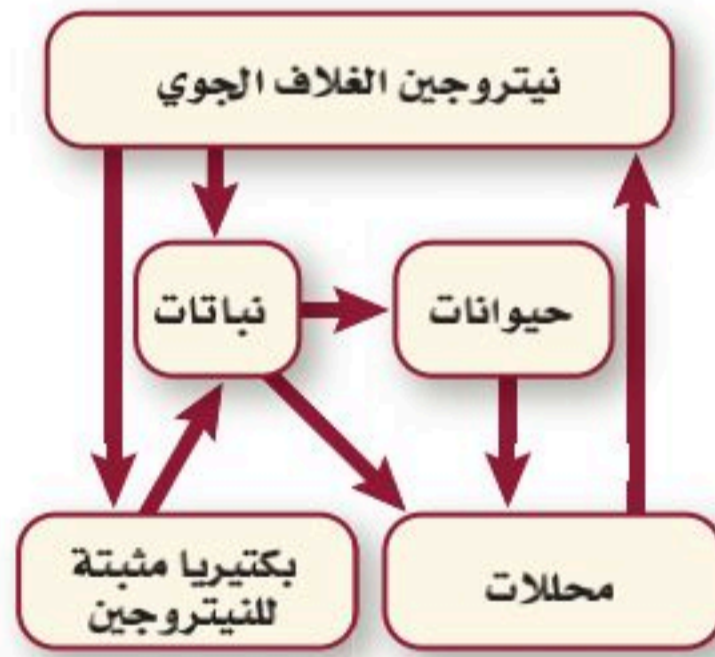 نيتروجين الغلاف الجوي
حيوانات
نباتات
محللات
بكتيريا مثبتة
للنيتروجين